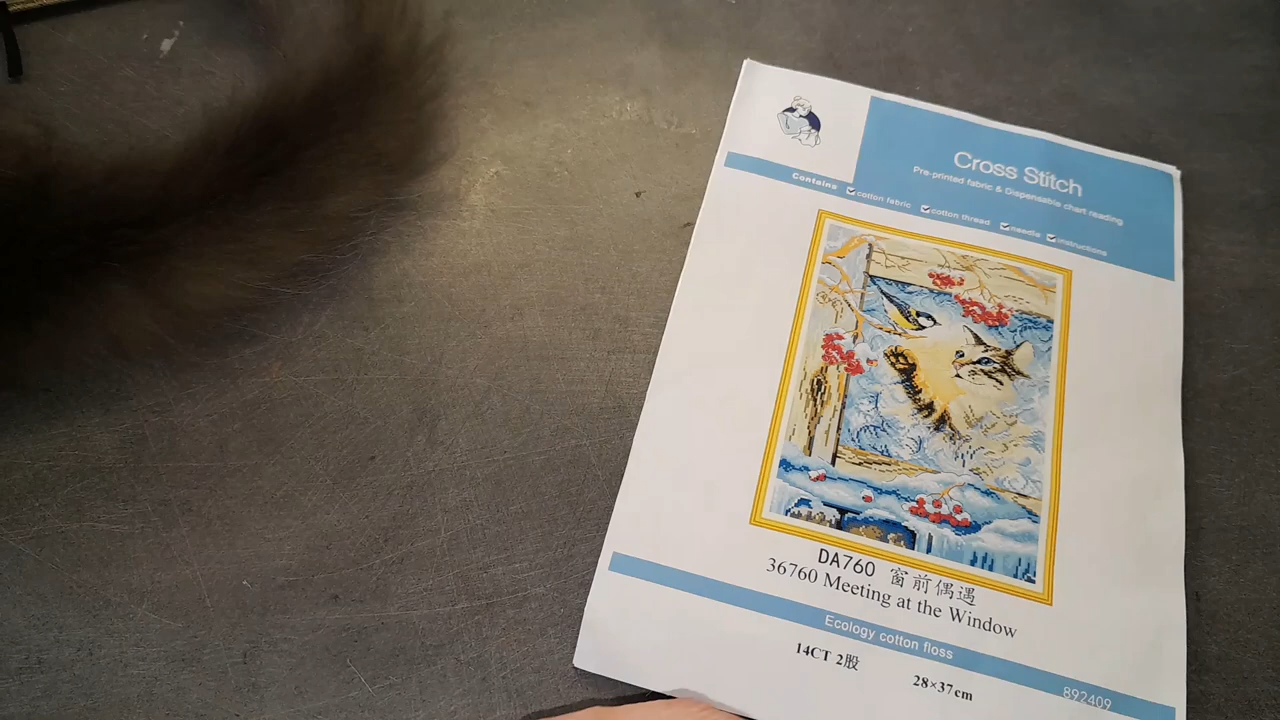 Cross Stitch
Pre-printed fabric & Dispensable chart reading
Contains ☑cotton fabric ☑cotton thread ☑needle ☑instructions
DA760 窗前偶遇
36760 Meeting at the Window
Ecology cotton floss
14CT 2股
28×37cm
892409